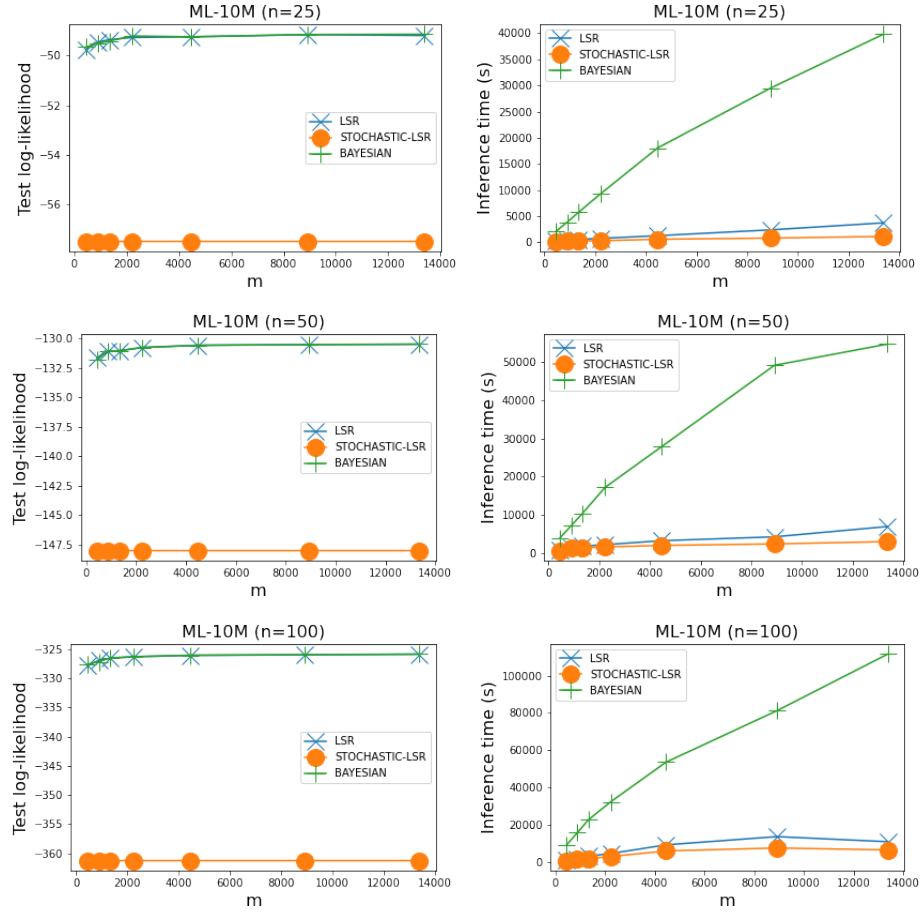 ML-10M (n=25)
Test log-likelihood
−50
−52
−54
−56
LSR
STOCHASTIC-LSR
BAYESIAN
0 2000 4000 6000 8000 10000 12000 14000
m
ML-10M (n=25)
Inference time (s)
40000
35000
30000
25000
20000
15000
10000
5000
0
LSR
STOCHASTIC-LSR
BAYESIAN
0 2000 4000 6000 8000 10000 12000 14000
m
ML-10M (n=50)
Test log-likelihood
−130.0
−132.5
−135.0
−137.5
−140.0
−142.5
−145.0
−147.5
LSR
STOCHASTIC-LSR
BAYESIAN
0 2000 4000 6000 8000 10000 12000 14000
m
ML-10M (n=50)
Inference time (s)
50000
40000
30000
20000
10000
0
LSR
STOCHASTIC-LSR
BAYESIAN
0 2000 4000 6000 8000 10000 12000 14000
m
ML-10M (n=100)
Test log-likelihood
−325
−330
−335
−340
−345
−350
−355
−360
LSR
STOCHASTIC-LSR
BAYESIAN
0 2000 4000 6000 8000 10000 12000 14000
m
ML-10M (n=100)
Inference time (s)
100000
80000
60000
40000
20000
0
LSR
STOCHASTIC-LSR
BAYESIAN
0 2000 4000 6000 8000 10000 12000 14000
m